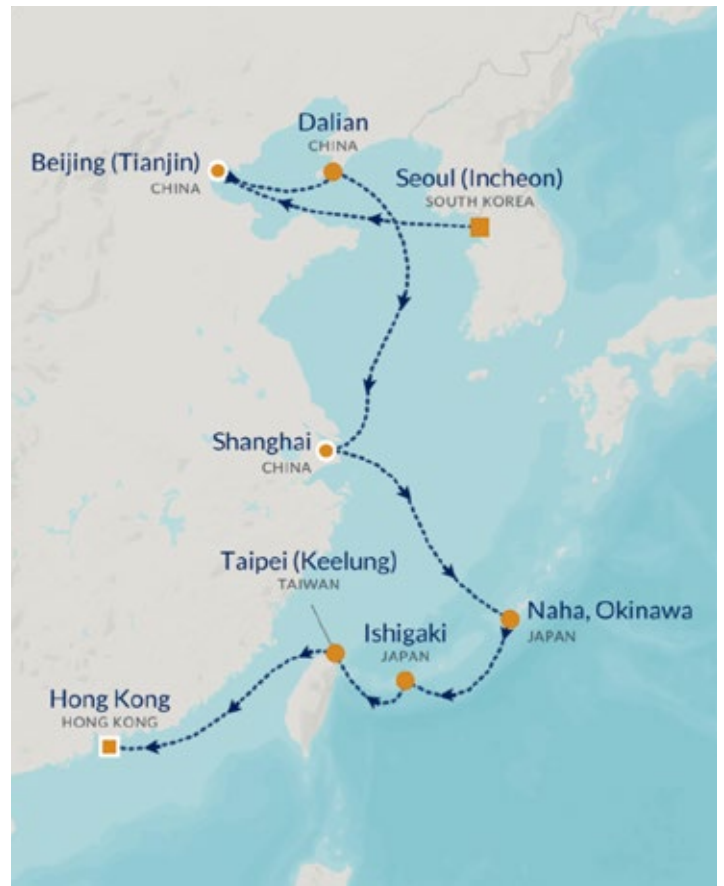 Dalian
CHINA
Beijing (Tianjin)
CHINA
Seoul (Incheon)
SOUTH KOREA
Shanghai
CHINA
Taipei (Keelung)
TAIWAN
Naha, Okinawa
JAPAN
Ishigaki
JAPAN
Hong Kong
HONG KONG